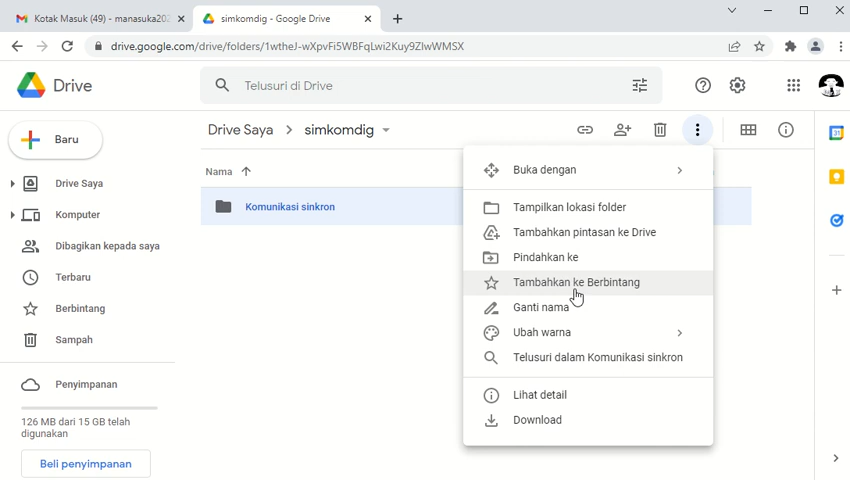 Kotak Masuk (49) - manasuka202
simkomdig - Google Drive
drive.google.com/drive/folders/1wtheJ-wXpvFi5WBFqLwi2Kuy9ZlwWMSX
Drive
Telusuri di Drive
Baru
Drive Saya
Komputer
Dibagikan kepada saya
Terbaru
Berbintang
Sampah
Penyimpanan
126 MB dari 15 GB telah
digunakan
Beli penyimpanan
Drive Saya > simkomdig
Nama
Komunikasi sinkron
Buka dengan
Tampilkan lokasi folder
Tambahkan pintasan ke Drive
Pindahkan ke
Tambahkan ke Berbintang
Ganti nama
Ubah warna
Telusuri dalam Komunikasi sinkron
Lihat detail
Download
31